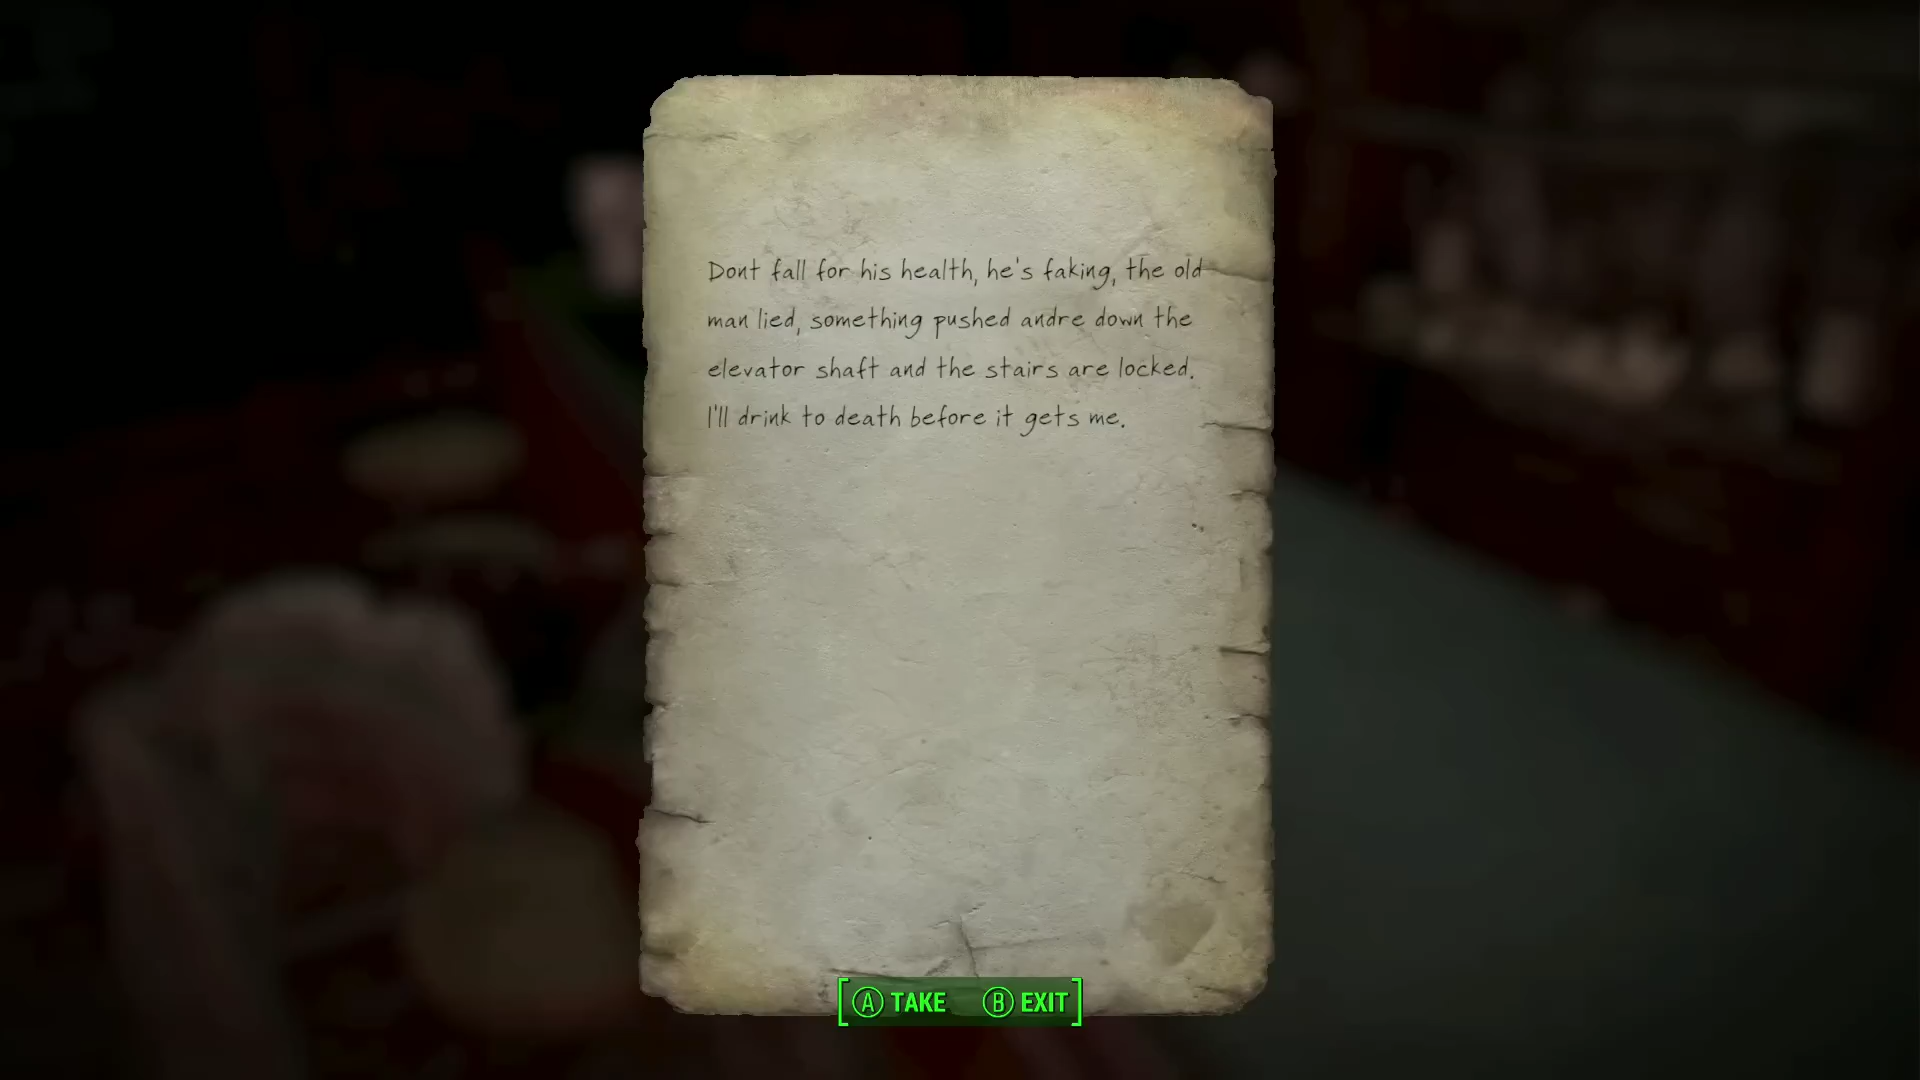 Dont fall for his health, he's faking, the old
man lied, something pushed andre down the
elevator shaft and the stairs are locked.
I'll drink to death before it gets me.
A TAKE B EXIT